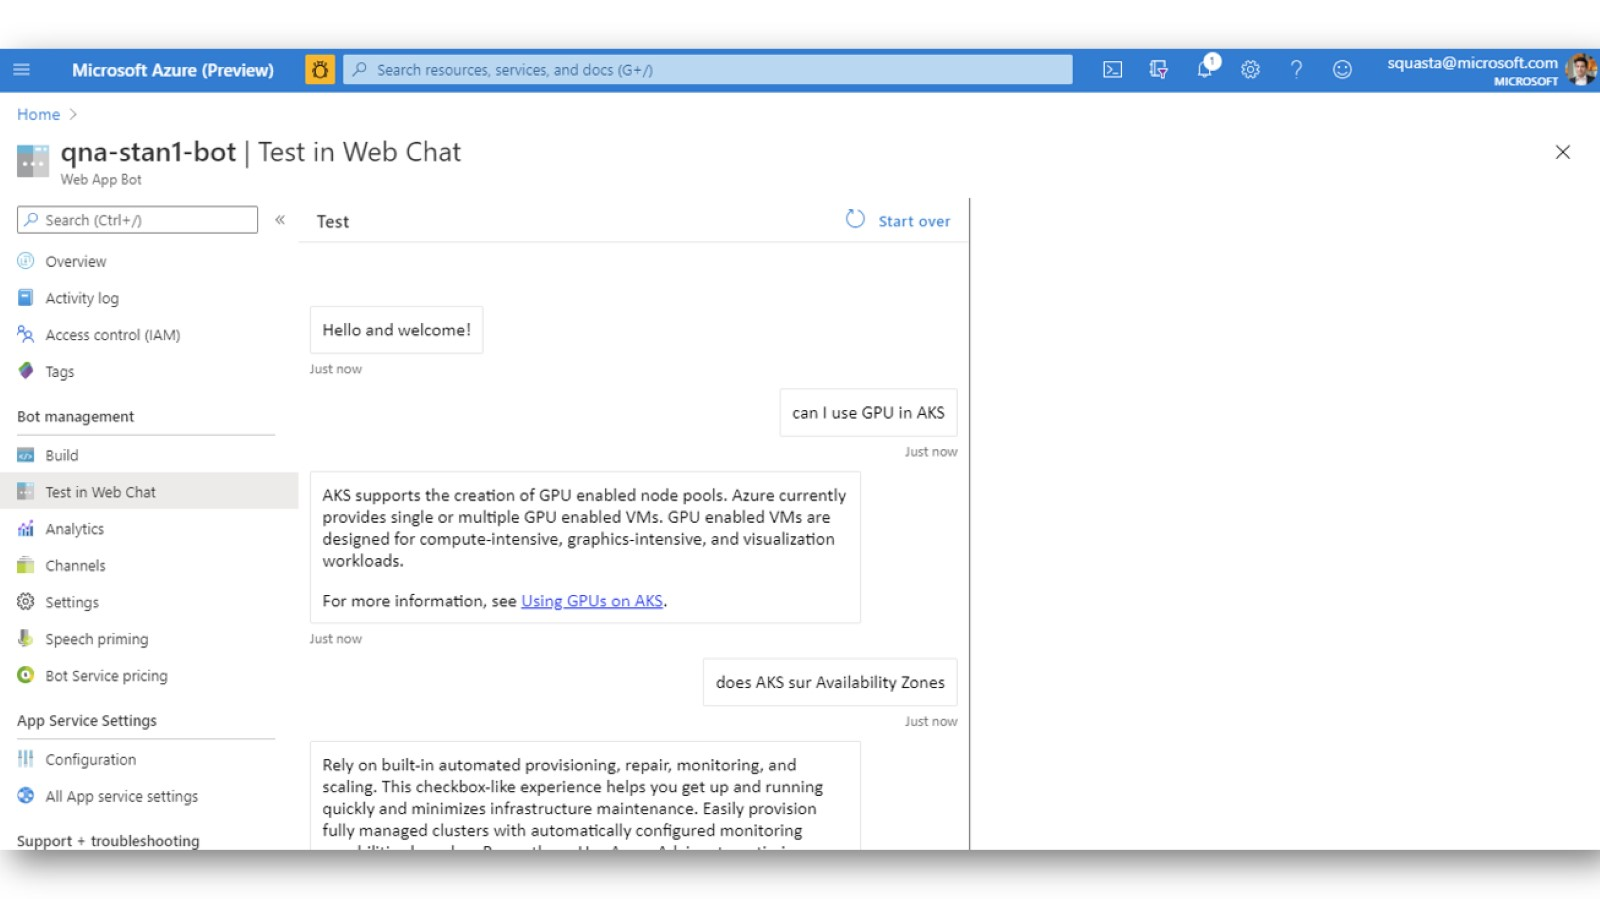 Microsoft Azure (Preview)
Search resources, services, and docs (G+/)
1
squasta@microsoft.com
MICROSOFT
Home
qna-stan1-bot | Test in Web Chat
Web App Bot
Search (Ctrl+/)
«
Overview
Activity log
Access control (IAM)
Tags
Bot management
Build
Test in Web Chat
Analytics
Channels
Settings
Speech priming
Bot Service pricing
App Service Settings
Configuration
All App service settings
Support + troubleshooting
Test
Start over
Hello and welcome!
Just now
can I use GPU in AKS
Just now
AKS supports the creation of GPU enabled node pools. Azure currently
provides single or multiple GPU enabled VMs. GPU enabled VMs are
designed for compute-intensive, graphics-intensive, and visualization
workloads.
For more information, see Using GPUs on AKS.
Just now
does AKS sur Availability Zones
Just now
Rely on built-in automated provisioning, repair, monitoring, and
scaling. This checkbox-like experience helps you get up and running
quickly and minimizes infrastructure maintenance. Easily provision
fully managed clusters with automatically configured monitoring